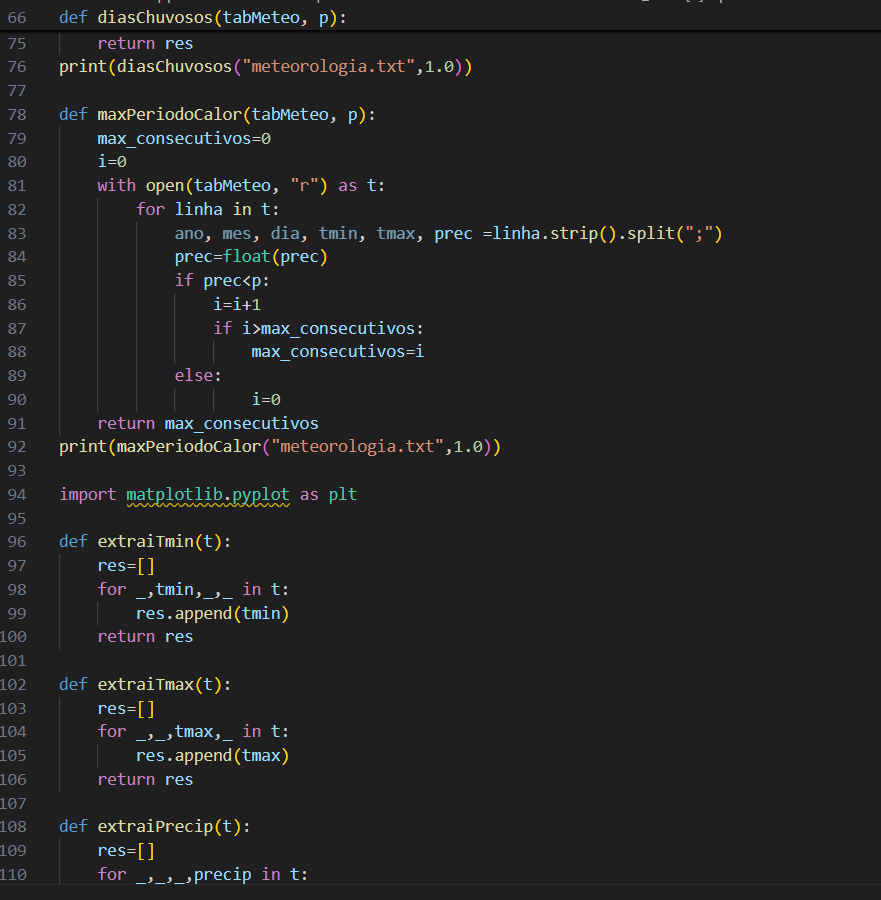 66 def diasChuvosos(tabMeteo, p):
75 return res
76 print(diasChuvosos("meteorologia.txt",1.0))
77
78 def maxPeriodoCalor(tabMeteo, p):
79 max_consecutivos=0
80 i=0
81 with open(tabMeteo, "r") as t:
82 for linha in t:
83 ano, mes, dia, tmin, tmax, prec =linha.strip().split(";")
84 prec=float(prec)
85 if prec<p:
86 i=i+1
87 if i>max_consecutivos:
88 max_consecutivos=i
89 else:
90 i=0
91 return max_consecutivos
92 print(maxPeriodoCalor("meteorologia.txt",1.0))
93
94 import matplotlib.pyplot as plt
95
96 def extraiTmin(t):
97 res=[]
98 for _,tmin,_,_ in t:
99 res.append(tmin)
100 return res
101
102 def extraiTmax(t):
103 res=[]
104 for _,_,tmax,_ in t:
105 res.append(tmax)
106 return res
107
108 def extraiPrecip(t):
109 res=[]
110 for _,_,_,precip in t: